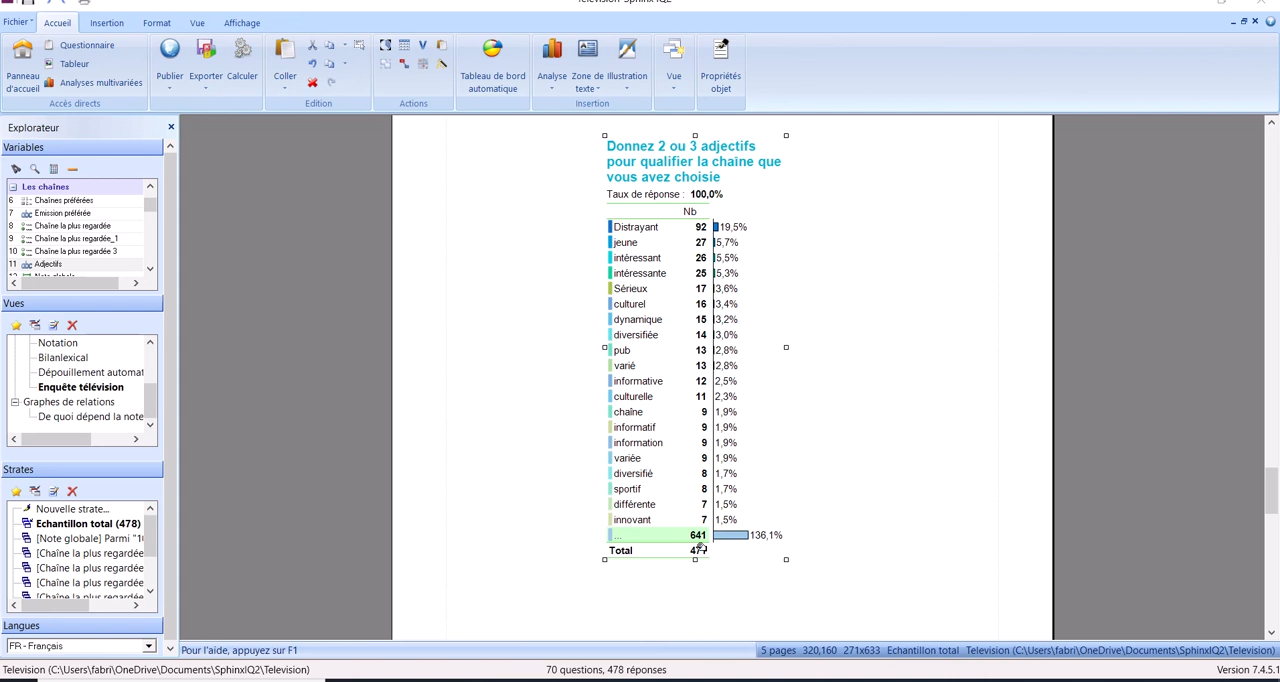 Télévision-SphinxIQ2
Fichier Accueil Insertion Format Vue Affichage
Panneau d'accueil
Questionnaire
Tableur
Analyses multivariées
Accès directs
Publier Exporter Calculer
Coller
Edition
Actions
Tableau de bord automatique
Analyse Zone de texte Illustration
Insertion
Vue
Propriétés objet
Explorateur
Variables
Les chaînes
6 Chaînes préférées
7 Emission préférée
8 Chaîne la plus regardée
9 Chaîne la plus regardée_1
10 Chaîne la plus regardée 3
11 Adjectifs
Note globale
Vues
Notation
Bilanlexical
Dépouillement automat
Enquête télévision
Graphes de relations
De quoi dépend la note
Strates
Nouvelle strate...
Echantillon total (478)
[Note globale] Parmi "1
[Chaîne la plus regardée
[Chaîne la plus regardée
[Chaîne la plus regardée
Langues
FR - Français
Donnez 2 ou 3 adjectifs
pour qualifier la chaîne que
vous avez choisie
Taux de réponse : 100,0%
Nb
Distrayant 92 19,5%
jeune 27 5,7%
intéressant 26 5,5%
intéressante 25 5,3%
Sérieux 17 3,6%
culturel 16 3,4%
dynamique 15 3,2%
diversifiée 14 3,0%
pub 13 2,8%
varié 13 2,8%
informative 12 2,5%
culturelle 11 2,3%
chaîne 9 1,9%
informatif 9 1,9%
information 9 1,9%
variée 9 1,9%
diversifié 8 1,7%
sportif 8 1,7%
différente 7 1,5%
innovant 7 1,5%
... 641 136,1%
Total
Pour l'aide, appuyez sur F1
5 pages 320,160 271x633 Echantillon total Television (C:\Users\fabri\OneDrive\Documents\SphinxIQ2\Television)
Television (C:\Users\fabri\OneDrive\Documents\SphinxIQ2\Television) 70 questions, 478 réponses Version 7.4.5.1